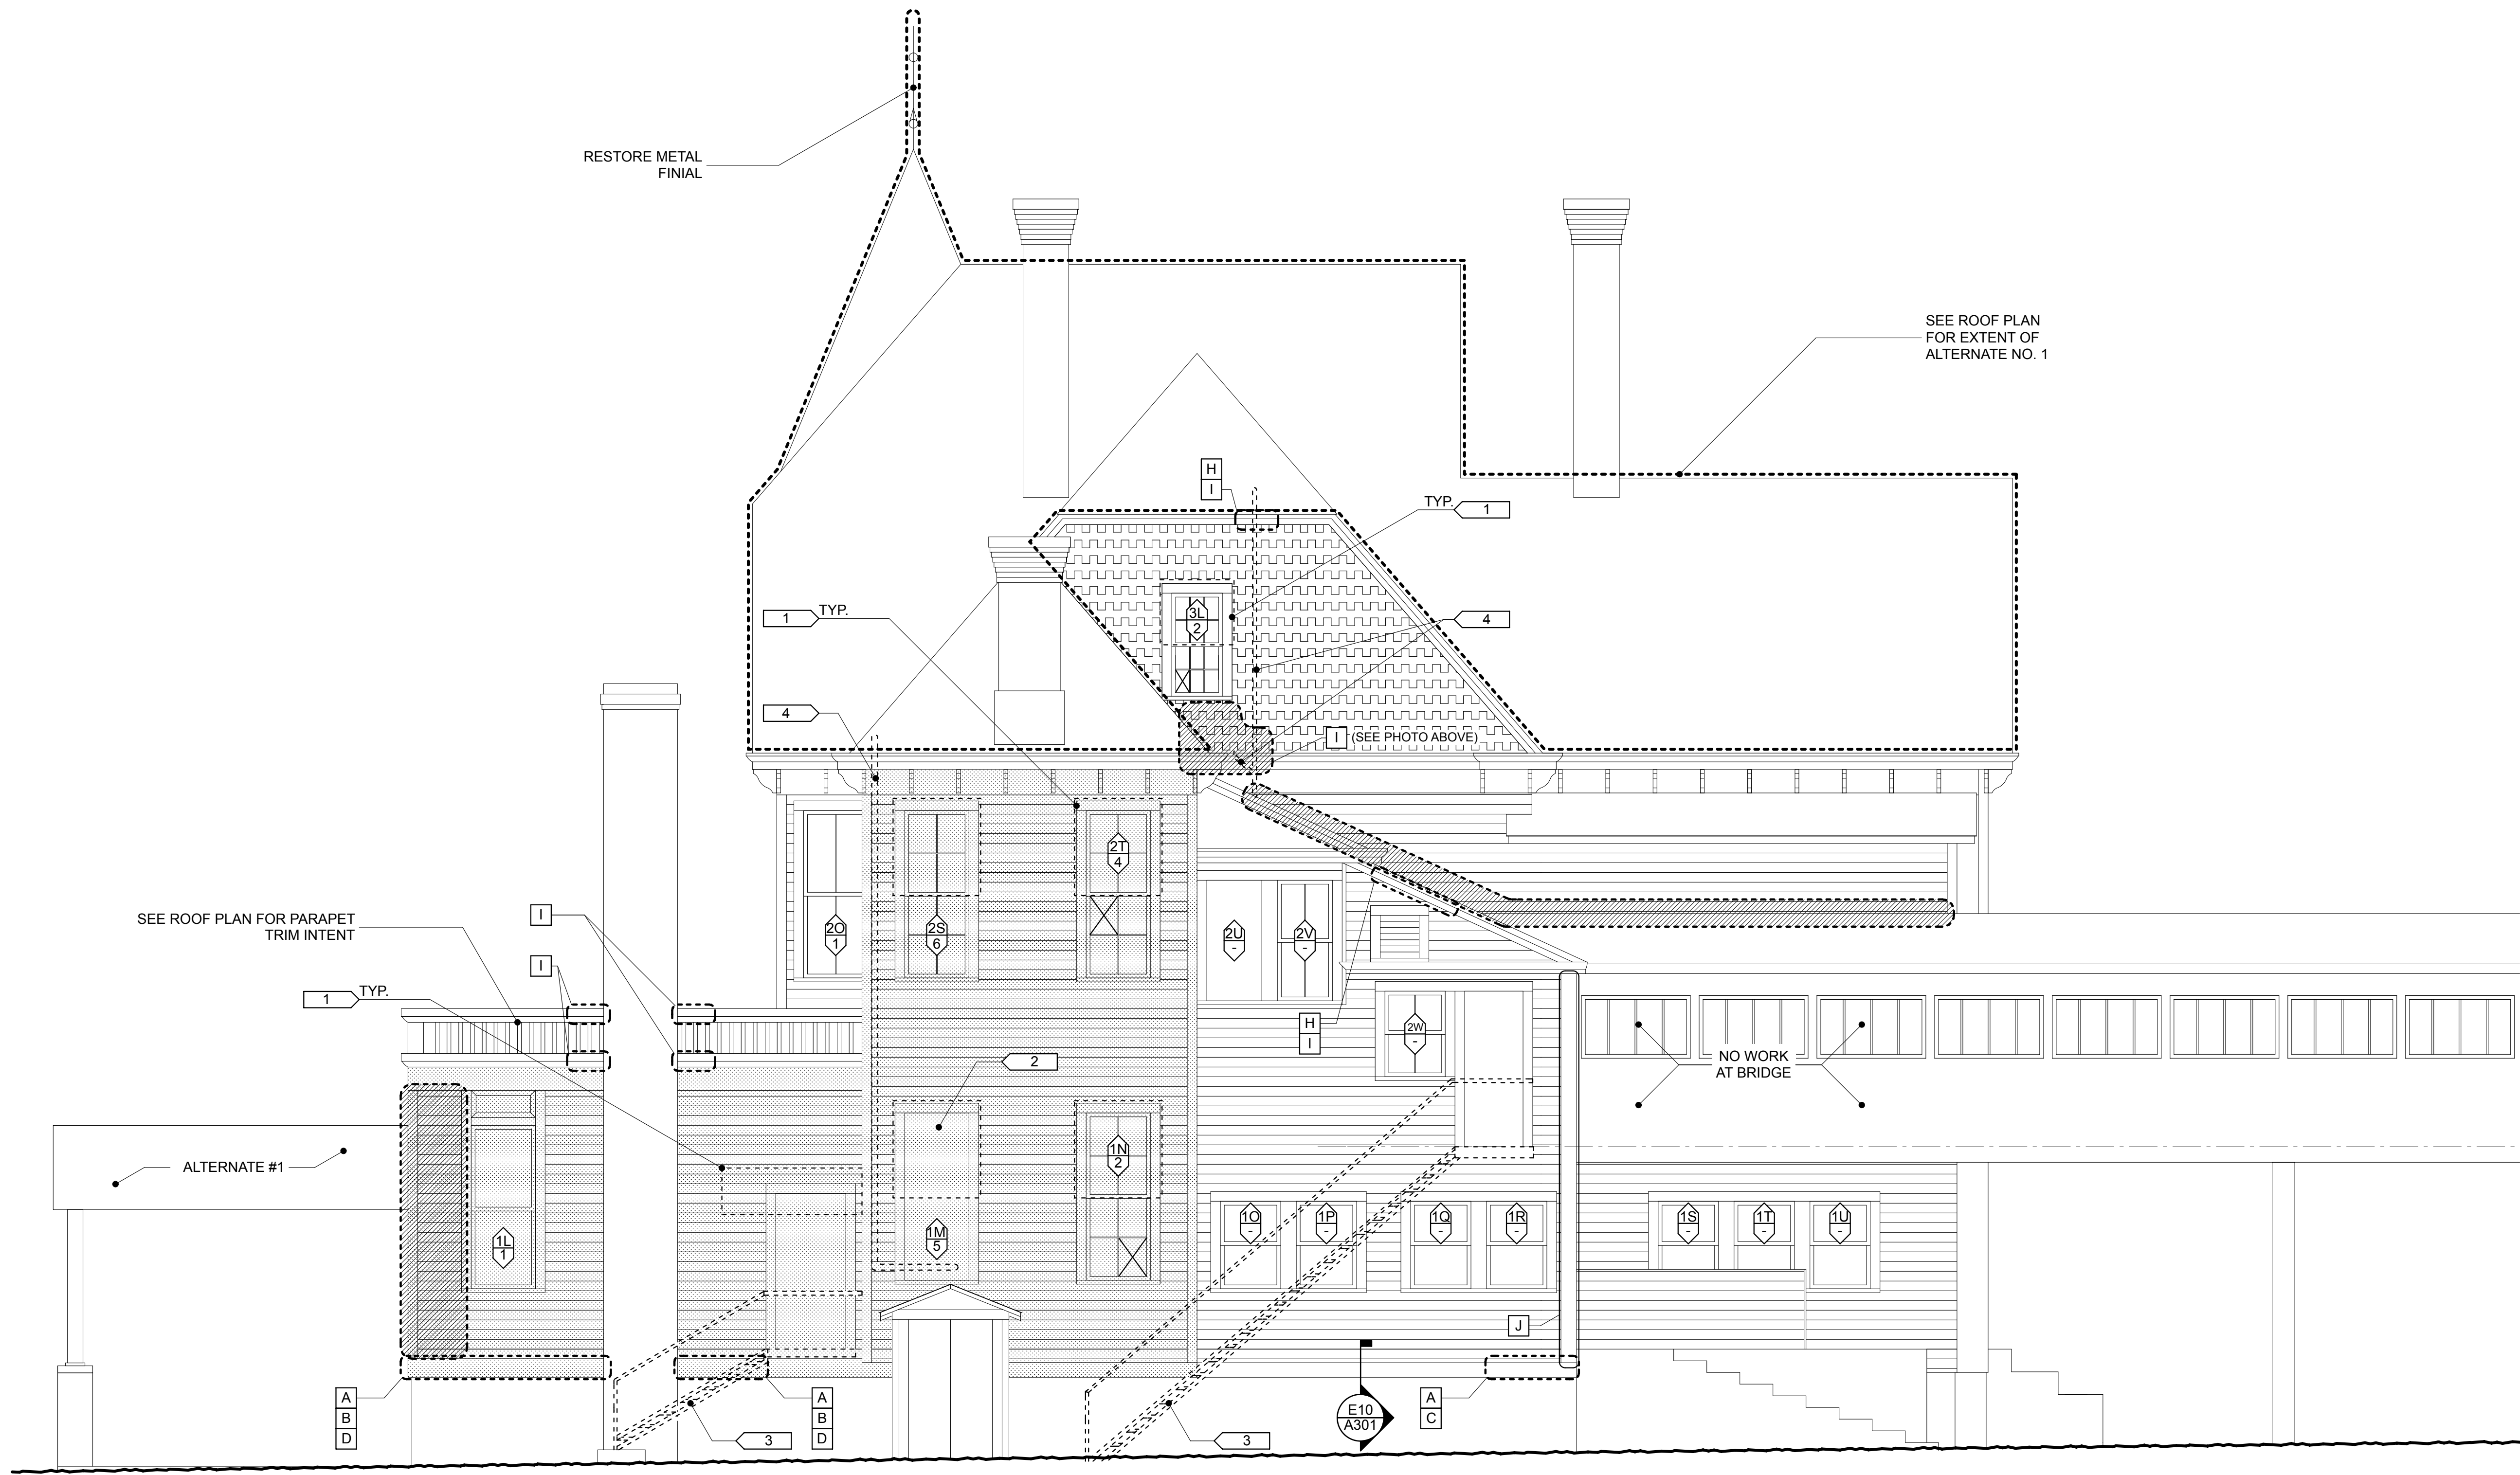 RESTORE METAL
FINIAL
SEE ROOF PLAN
FOR EXTENT OF
ALTERNATE NO. 1
H
I
TYP.
1
3L
2
1
TYP.
4
4
I (SEE PHOTO ABOVE)
2T
4
2O
1
2S
6
2U
-
2V
-
SEE ROOF PLAN FOR PARAPET
TRIM INTENT
I
I
1
TYP.
H
I
2W
-
2
NO WORK
AT BRIDGE
ALTERNATE #1
1L
1
1M
5
1N
2
1O
-
1P
-
1Q
-
1R
-
1S
-
1T
-
1U
-
J
A
B
D
3
A
B
D
3
E10
A301
A
C